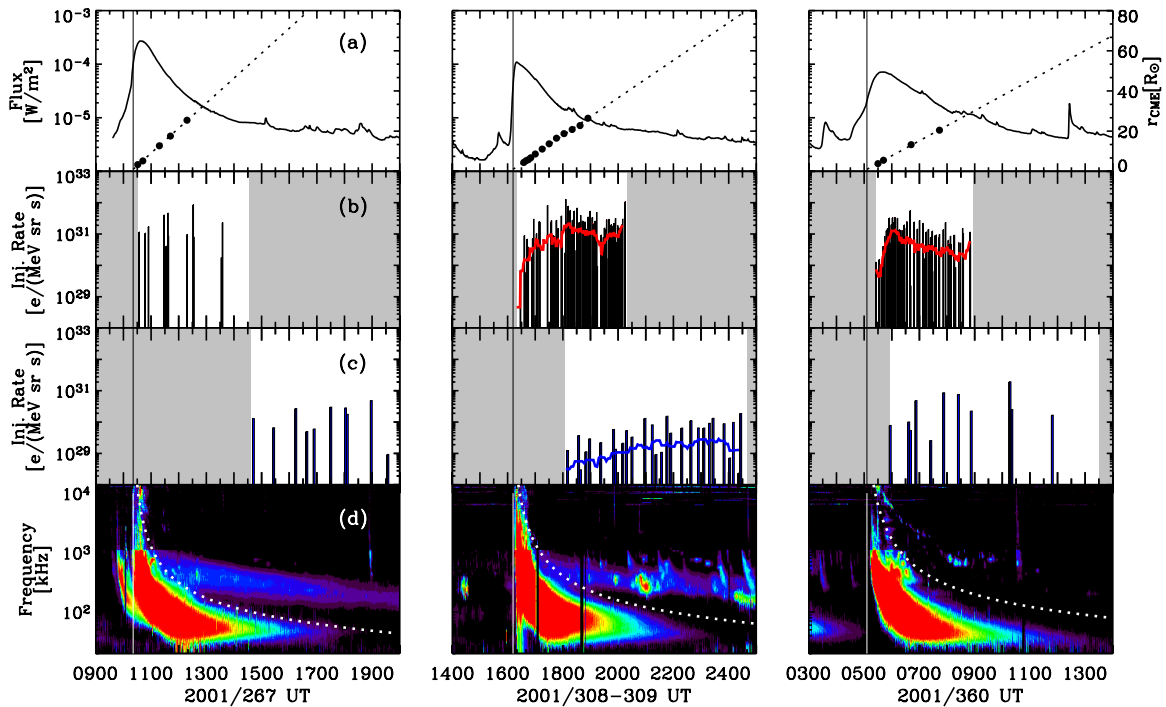 10⁻³
10⁻⁴
10⁻⁵
Flux
[W/m²]
(a)
80
60
40
20
0
r_CME[R⊙]
10³³
10³¹
10²⁹
Inj. Rate
[e/(MeV sr s)]
(b)
10³³
10³¹
10²⁹
Inj. Rate
[e/(MeV sr s)]
(c)
10⁴
10³
10²
Frequency
[kHz]
(d)
0900 1100 1300 1500 1700 1900
1400 1600 1800 2000 2200 2400
0300 0500 0700 0900 1100 1300
2001/267 UT
2001/308-309 UT
2001/360 UT